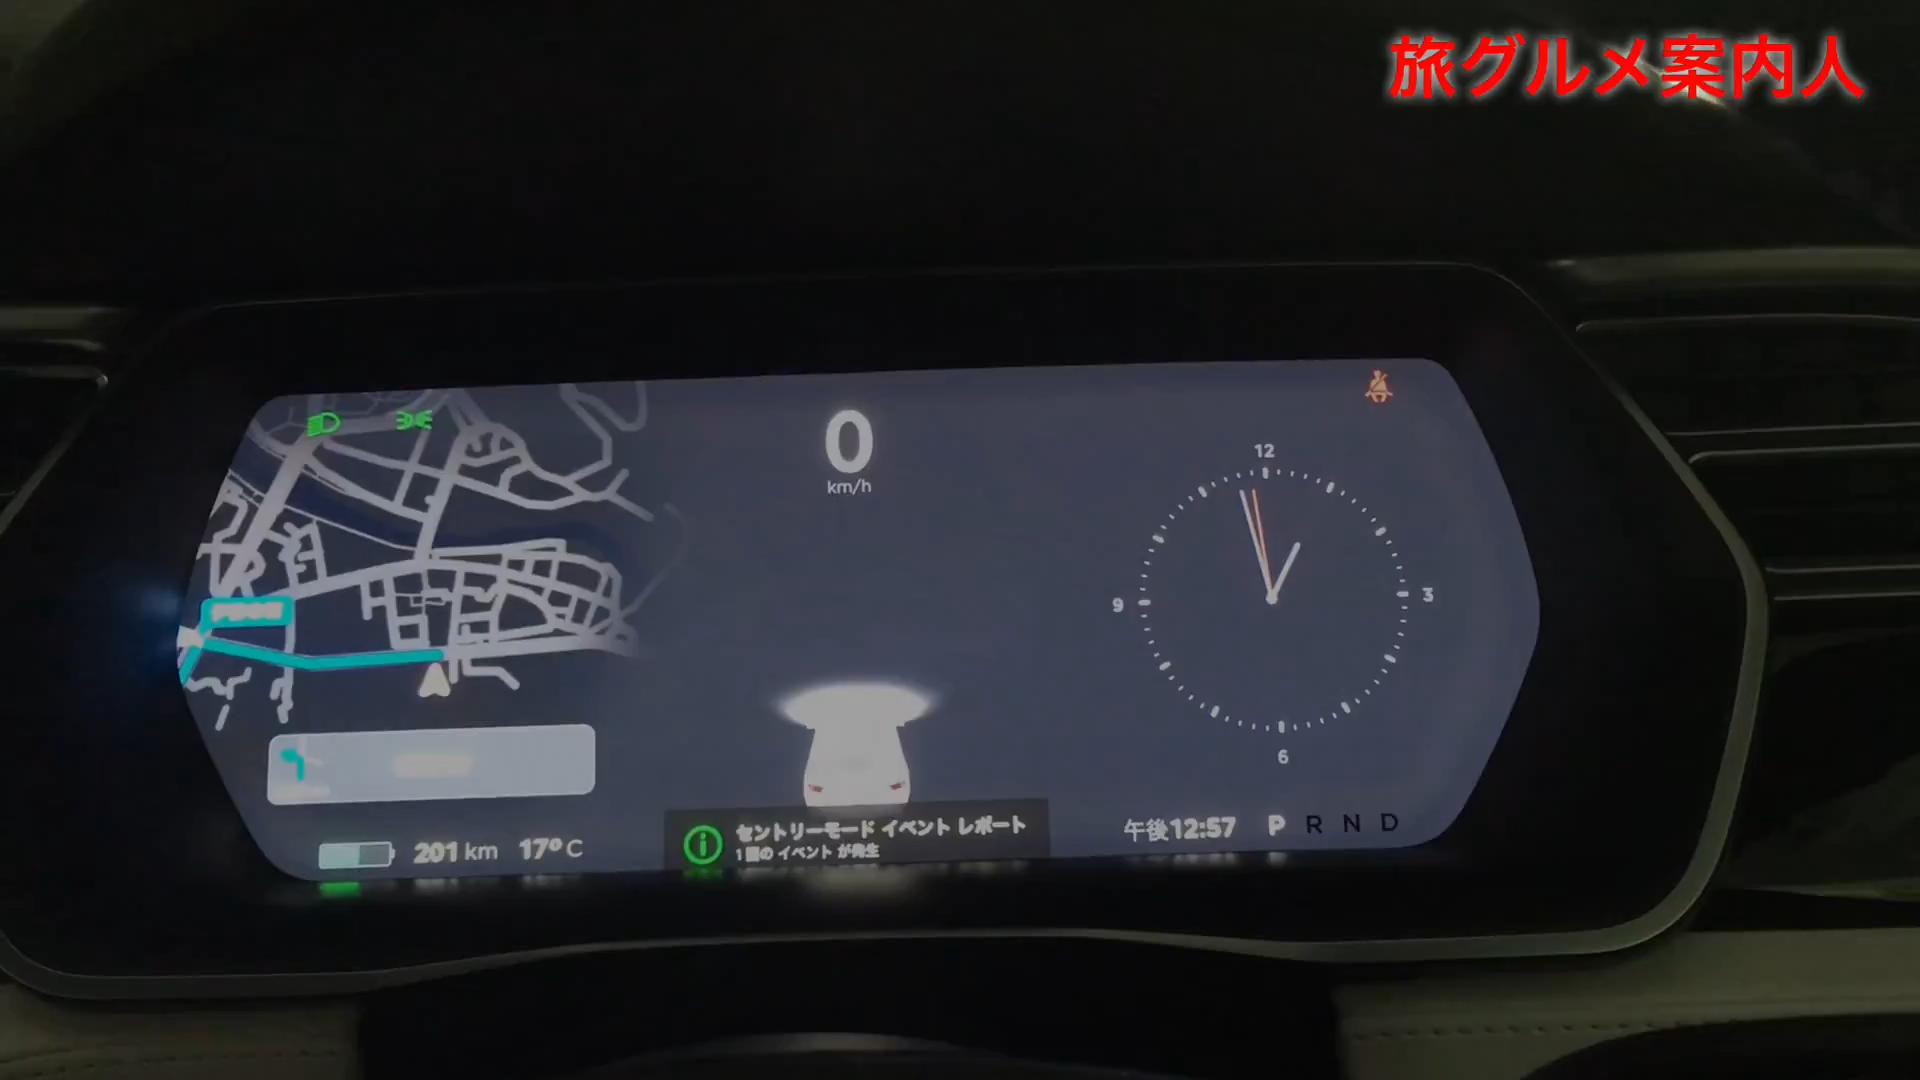 旅グルメ案内人
0
km/h
12
3
6
9
201 km 17°C
セントリーモード イベント レポート
1 回の イベント が発生
午後12:57 P R N D